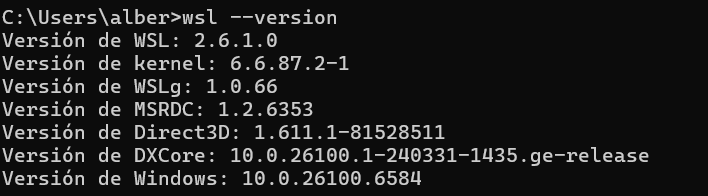 C:\Users\alber>wsl --version
Versión de WSL: 2.6.1.0
Versión de kernel: 6.6.87.2-1
Versión de WSLg: 1.0.66
Versión de MSRDC: 1.2.6353
Versión de Direct3D: 1.611.1-81528511
Versión de DXCore: 10.0.26100.1-240331-1435.ge-release
Versión de Windows: 10.0.26100.6584